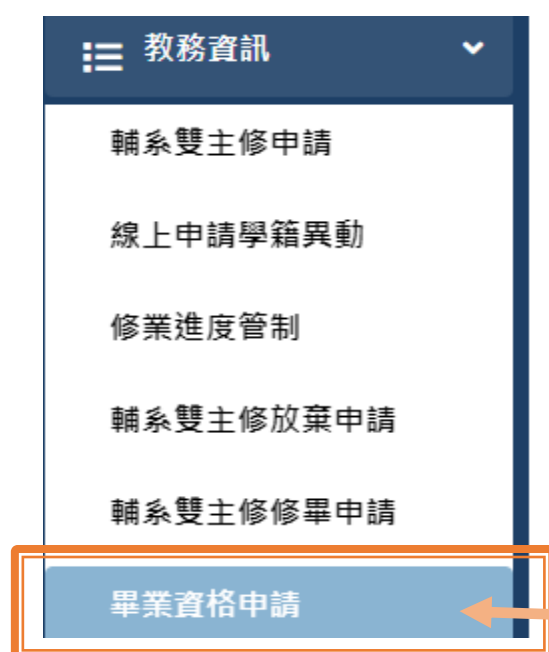 教務資訊
輔系雙主修申請
線上申請學籍異動
修業進度管制
輔系雙主修放棄申請
輔系雙主修修畢申請
畢業資格申請